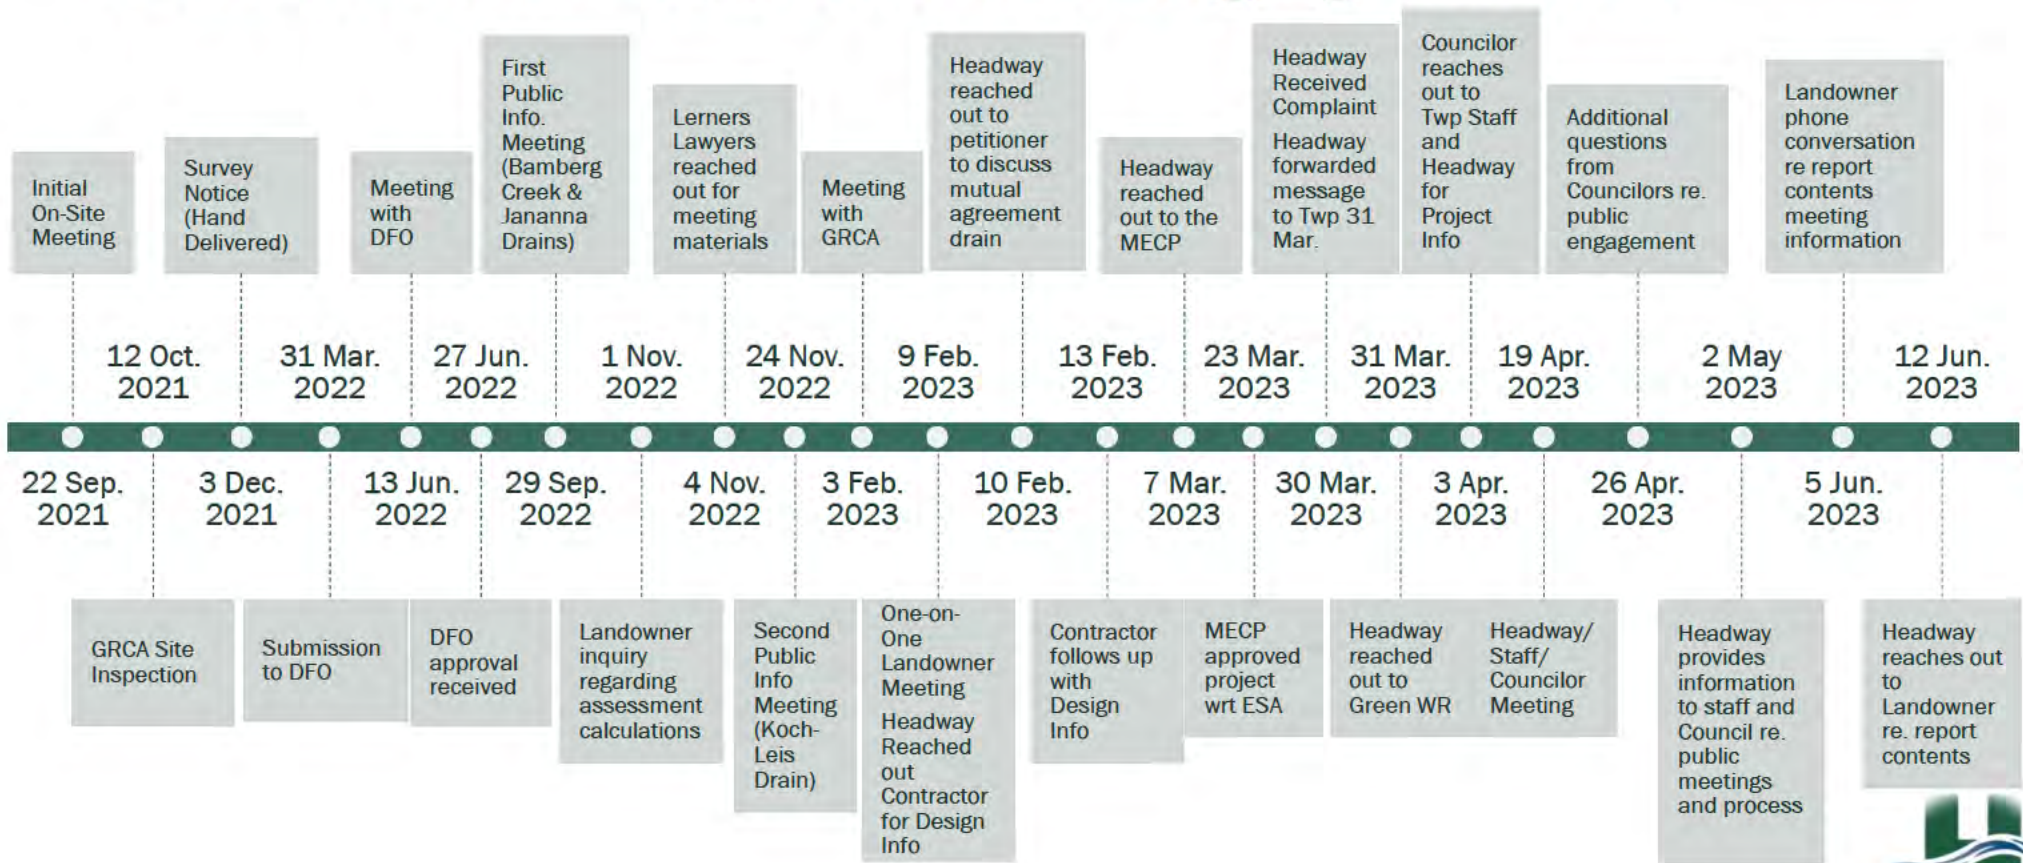 Initial
On-Site
Meeting
Survey
Notice
(Hand
Delivered)
Meeting
with
DFO
First
Public
Info.
Meeting
(Bamberg
Creek &
Jananna
Drains)
Lerners
Lawyers
reached
out for
meeting
materials
Meeting
with
GRCA
Headway
reached
out to
petitioner
to discuss
mutual
agreement
drain
Headway
reached
out to the
MECP
Headway
Received
Complaint
Headway
forwarded
message
to Twp 31
Mar.
Councilor
reaches
out to
Twp Staff
and
Headway
for
Project
Info
Additional
questions
from
Councilors re.
public
engagement
Landowner
phone
conversation
re report
contents
meeting
information
12 Oct.
2021
31 Mar.
2022
27 Jun.
2022
1 Nov.
2022
24 Nov.
2022
9 Feb.
2023
13 Feb.
2023
23 Mar.
2023
31 Mar.
2023
19 Apr.
2023
2 May
2023
12 Jun.
2023
22 Sep.
2021
3 Dec.
2021
13 Jun.
2022
29 Sep.
2022
4 Nov.
2022
3 Feb.
2023
10 Feb.
2023
7 Mar.
2023
30 Mar.
2023
3 Apr.
2023
26 Apr.
2023
5 Jun.
2023
GRCA Site
Inspection
Submission
to DFO
DFO
approval
received
Landowner
inquiry
regarding
assessment
calculations
Second
Public
Info
Meeting
(Koch-
Leis
Drain)
One-on-
One
Landowner
Meeting
Headway
Reached
out
Contractor
for Design
Info
Contractor
follows up
with
Design
Info
MECP
approved
project
wrt ESA
Headway
reached
out to
Green WR
Headway/
Staff/
Councilor
Meeting
Headway
provides
information
to staff and
Council re.
public
meetings
and process
Headway
reaches out
to
Landowner
re. report
contents